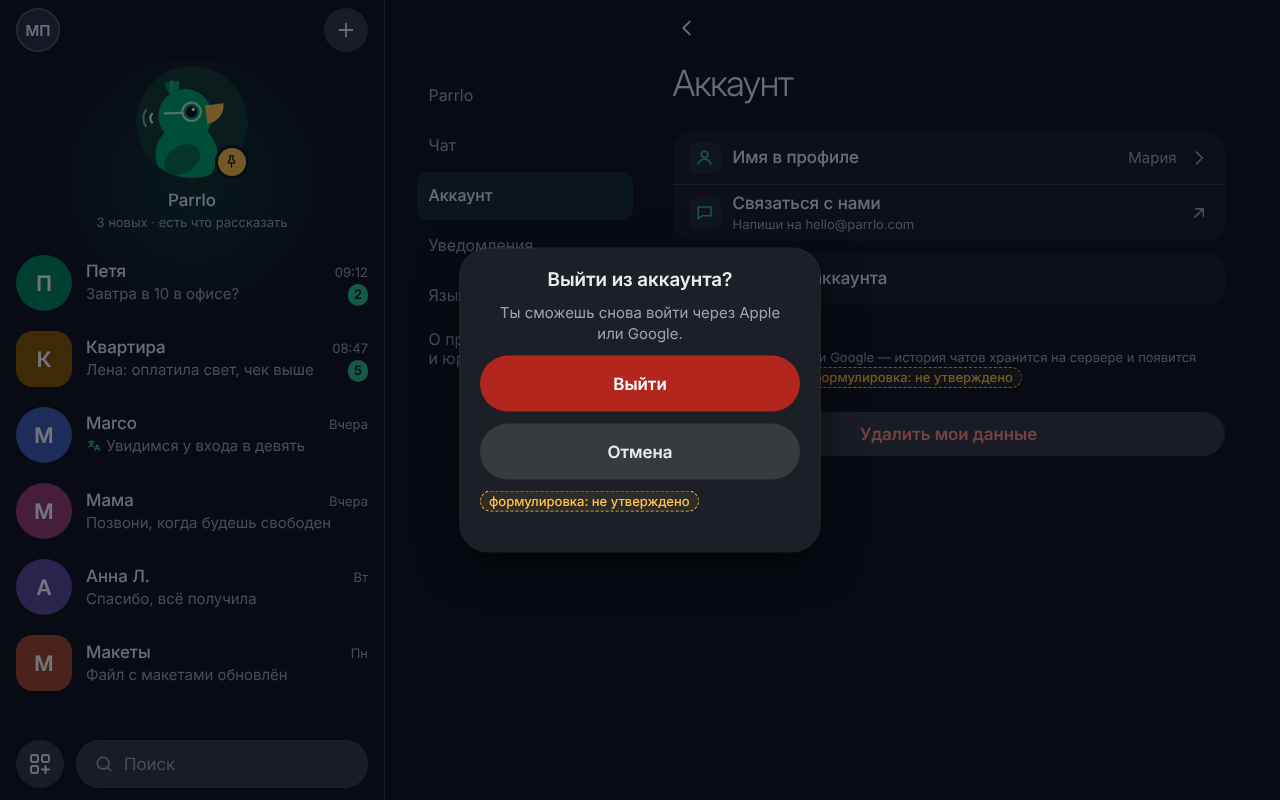 МП
Parrlo
3 новых · есть что рассказать
П
Петя
09:12
Завтра в 10 в офисе?
2
К
Квартира
08:47
Лена: оплатила свет, чек выше
5
M
Marco
Вчера
Увидимся у входа в девять
М
Мама
Вчера
Позвони, когда будешь свободен
А
Анна Л.
Вт
Спасибо, всё получила
М
Макеты
Пн
Файл с макетами обновлён
Поиск
Parrlo
Чат
Аккаунт
Уведомления
Аккаунт
Имя в профиле
Мария
Связаться с нами
Напиши на hello@parrlo.com
Google — история чатов хранится на сервере и появится
не утверждено
Удалить мои данные
Выйти из аккаунта?
Ты сможешь снова войти через Apple
или Google.
Выйти
Отмена
формулировка: не утверждено